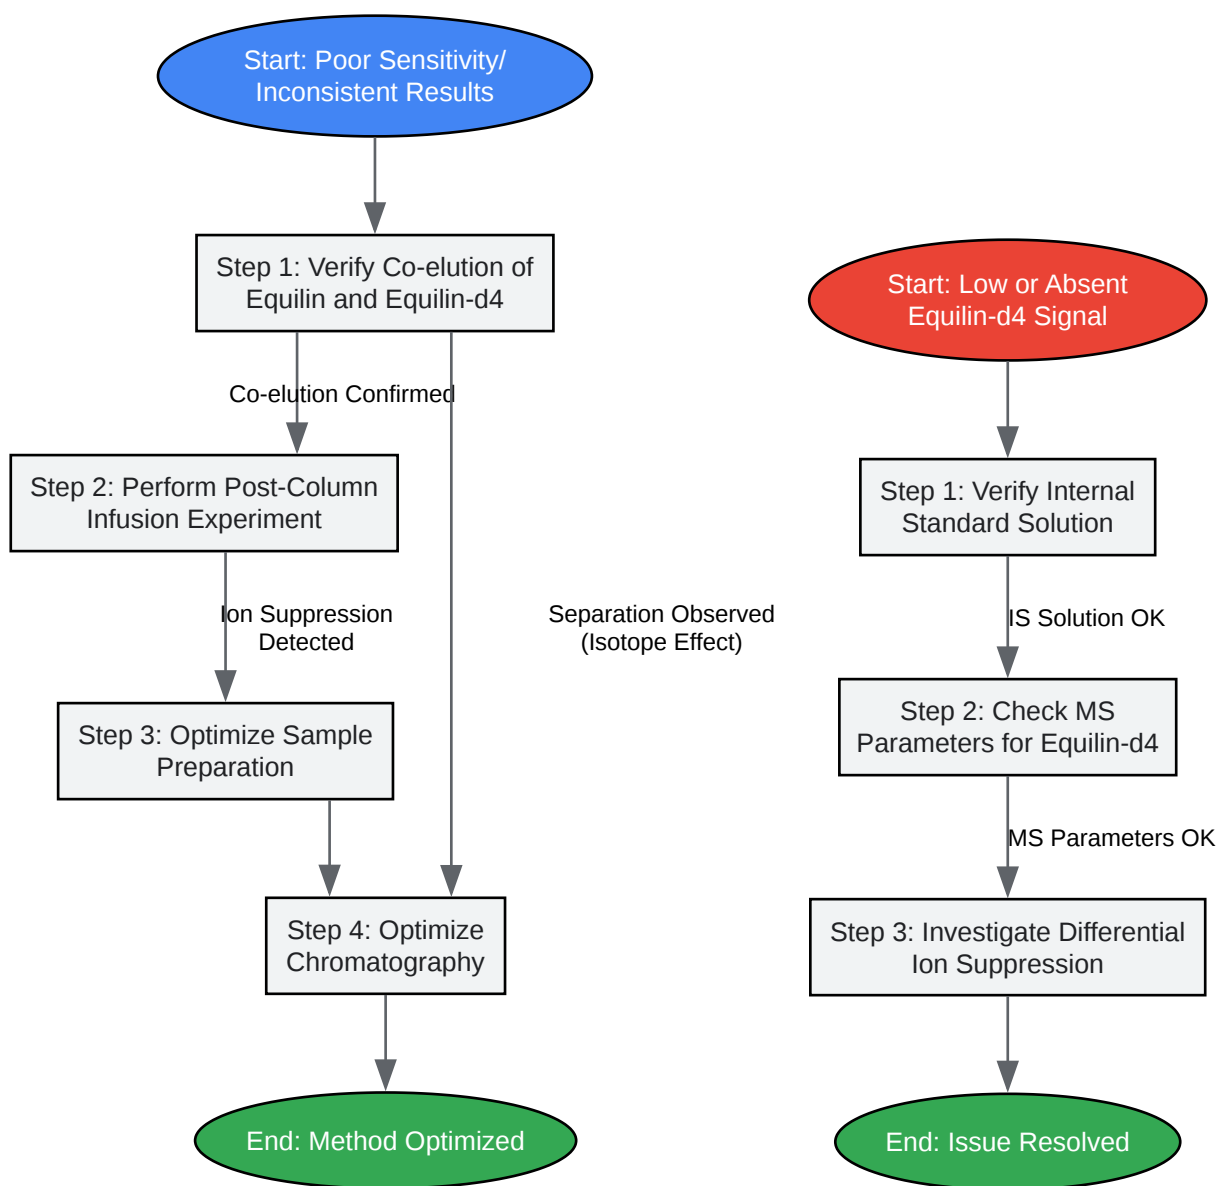 Start: Poor Sensitivity/
Inconsistent Results
Step 1: Verify Co-elution of
Equilin and Equilin-d4
Co-elution Confirmed
Step 2: Perform Post-Column
Infusion Experiment
Ion Suppression
Detected
Separation Observed
(Isotope Effect)
Step 3: Optimize Sample
Preparation
Step 4: Optimize
Chromatography
End: Method Optimized
Start: Low or Absent
Equilin-d4 Signal
Step 1: Verify Internal
Standard Solution
IS Solution OK
Step 2: Check MS
Parameters for Equilin-d4
MS Parameters OK
Step 3: Investigate Differential
Ion Suppression
End: Issue Resolved